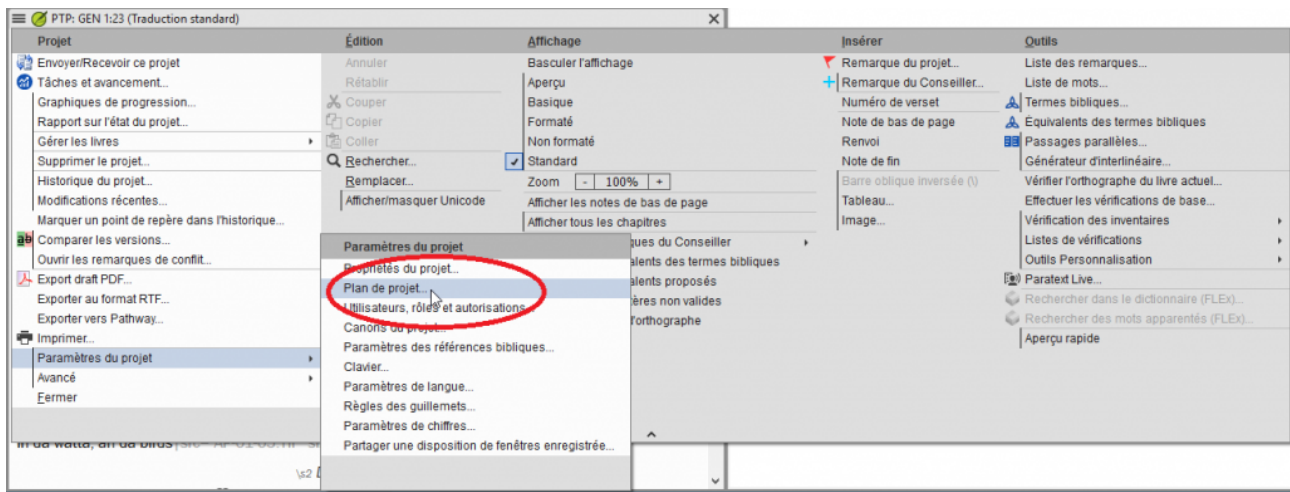 PTP: GEN 1:23 (Traduction standard)
Projet
Envoyer/Recevoir ce projet
Tâches et avancement...
Graphiques de progression...
Rapport sur l'état du projet...
Gérer les livres
Supprimer le projet...
Historique du projet...
Modifications récentes...
Marquer un point de repère dans l'historique...
Comparer les versions...
Ouvrir les remarques de conflit...
Export draft PDF...
Exporter au format RTF...
Exporter vers Pathway...
Imprimer...
Paramètres du projet
Avancé
Fermer
Édition
Annuler
Rétablir
Couper
Copier
Coller
Rechercher...
Remplacer...
Afficher/masquer Unicode
Paramètres du projet
Propriétés du projet...
Plan de projet...
Utilisateurs, rôles et autorisations...
Canons du projet...
Paramètres des références bibliques...
Clavier...
Paramètres de langue...
Règles des guillemets...
Paramètres de chiffres...
Partager une disposition de fenêtres enregistrée...
Affichage
Basculer l'affichage
Aperçu
Basique
Formaté
Non formaté
Standard
Zoom - 100% +
Afficher les notes de bas de page
Afficher tous les chapitres
ques du Conseiller
alents des termes bibliques
alents proposés
ères non valides
l'orthographe
Insérer
Remarque du projet...
Remarque du Conseiller...
Numéro de verset
Note de bas de page
Renvoi
Note de fin
Barre oblique inversée (\)
Tableau...
Image...
Outils
Liste des remarques...
Liste de mots...
Termes bibliques...
Équivalents des termes bibliques
Passages parallèles...
Générateur d'interlinéaire...
Vérifier l'orthographe du livre actuel...
Effectuer les vérifications de base...
Vérification des inventaires
Listes de vérifications
Outils Personnalisation
Paratext Live...
Rechercher dans le dictionnaire (FLEx)...
Rechercher des mots apparentés (FLEx)...
Aperçu rapide
\s2